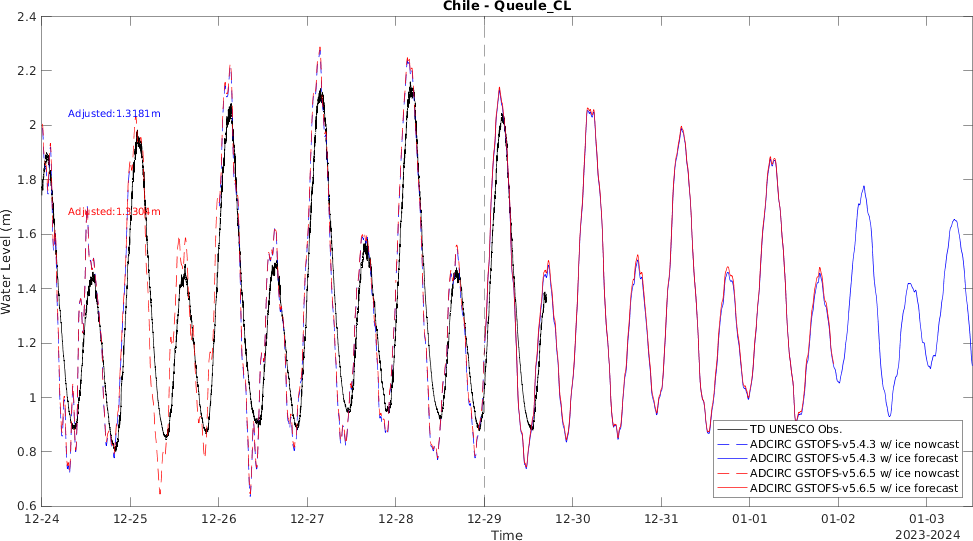 Chile - Queule_CL
2.4
2.2
2
1.8
1.6
1.4
1.2
1
0.8
0.6
Water Level (m)
Adjusted:1.3181m
Adjusted:1.3304m
TD UNESCO Obs.
ADCIRC GSTOFS-v5.4.3 w/ ice nowcast
ADCIRC GSTOFS-v5.4.3 w/ ice forecast
ADCIRC GSTOFS-v5.6.5 w/ ice nowcast
ADCIRC GSTOFS-v5.6.5 w/ ice forecast
12-24 12-25 12-26 12-27 12-28 12-29 12-30 12-31 01-01 01-02 01-03
Time
2023-2024